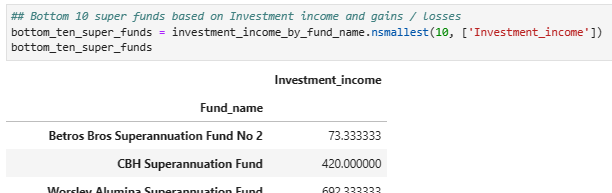 ## Bottom 10 super funds based on Investment income and gains / Losses
bottom_ten_super_funds = investment_income_by_fund_name.nsmallest(10, ['Investment_income'])
bottom_ten_super_funds
Investment_income
Fund_name
Betros Bros Superannuation Fund No 2 73.333333
CBH Superannuation Fund 420.000000
Worsley Alumina Superannuation Fund 692.333333